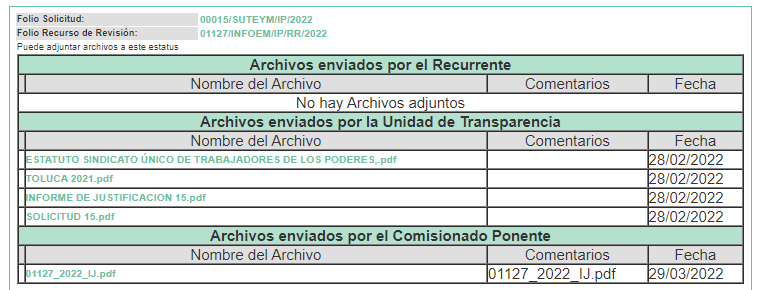 Folio Solicitud: 00015/SUTEYM/IP/2022
Folio Recurso de Revisión: 01127/INFOEM/IP/RR/2022
Puede adjuntar archivos a este estatus
Archivos enviados por el Recurrente
Nombre del Archivo Comentarios Fecha
No hay Archivos adjuntos
Archivos enviados por la Unidad de Transparencia
Nombre del Archivo Comentarios Fecha
ESTATUTO SINDICATO ÚNICO DE TRABAJADORES DE LOS PODERES,.pdf 28/02/2022
TOLUCA 2021.pdf 28/02/2022
INFORME DE JUSTIFICACION 15.pdf 28/02/2022
SOLICITUD 15.pdf 28/02/2022
Archivos enviados por el Comisionado Ponente
Nombre del Archivo Comentarios Fecha
01127_2022_IJ.pdf 01127_2022_IJ.pdf 29/03/2022